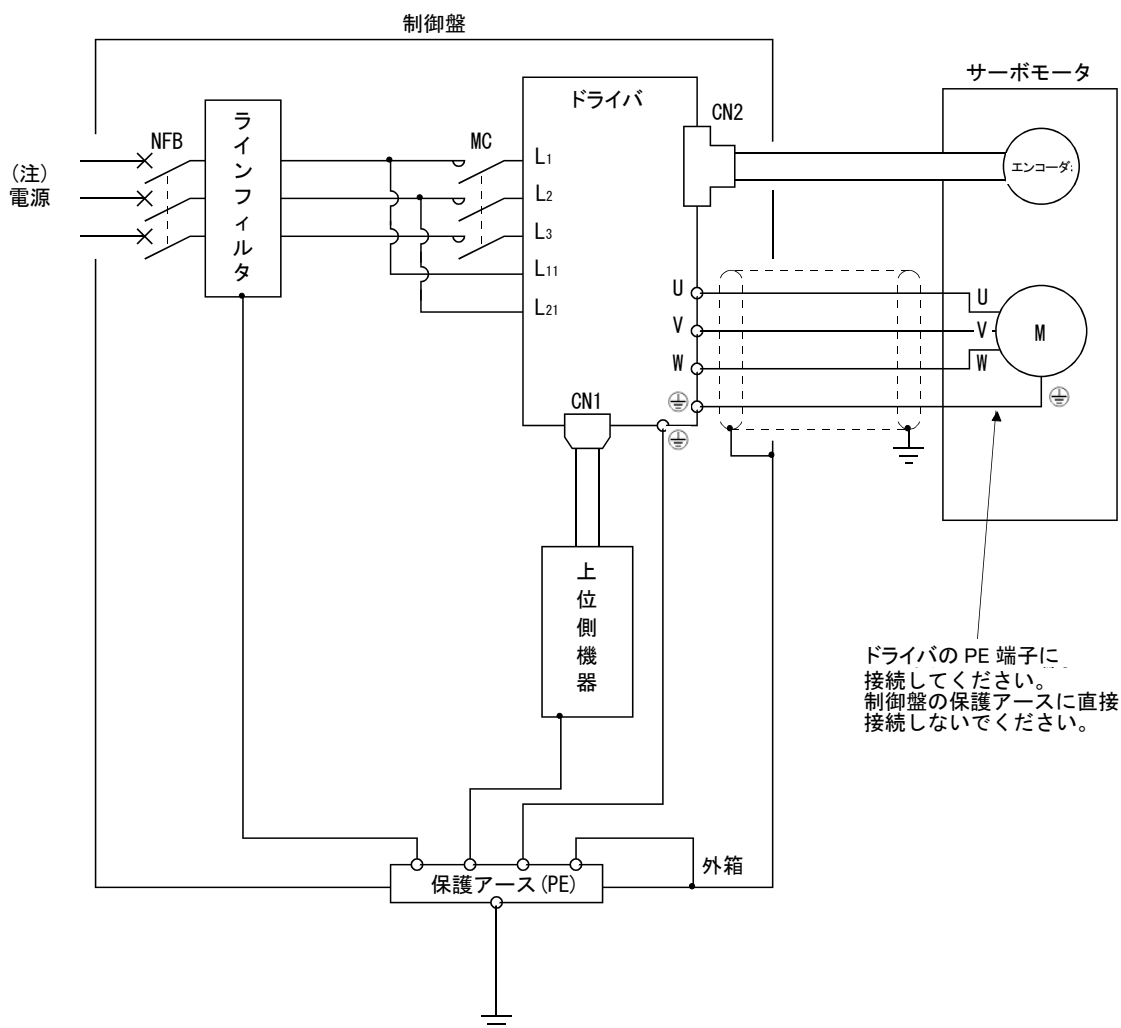 制御盤
サーボモータ
ドライバ
CN2
ラインフィルタ
NFB
MC
(注)
電源
L1
L2
L3
L11
L21
エンコーダ
U
V
W
U
V
W
M
CN1
上位側機器
ドライバの PE 端子に
接続してください。
制御盤の保護アースに直接
接続しないでください。
外箱
保護アース(PE)